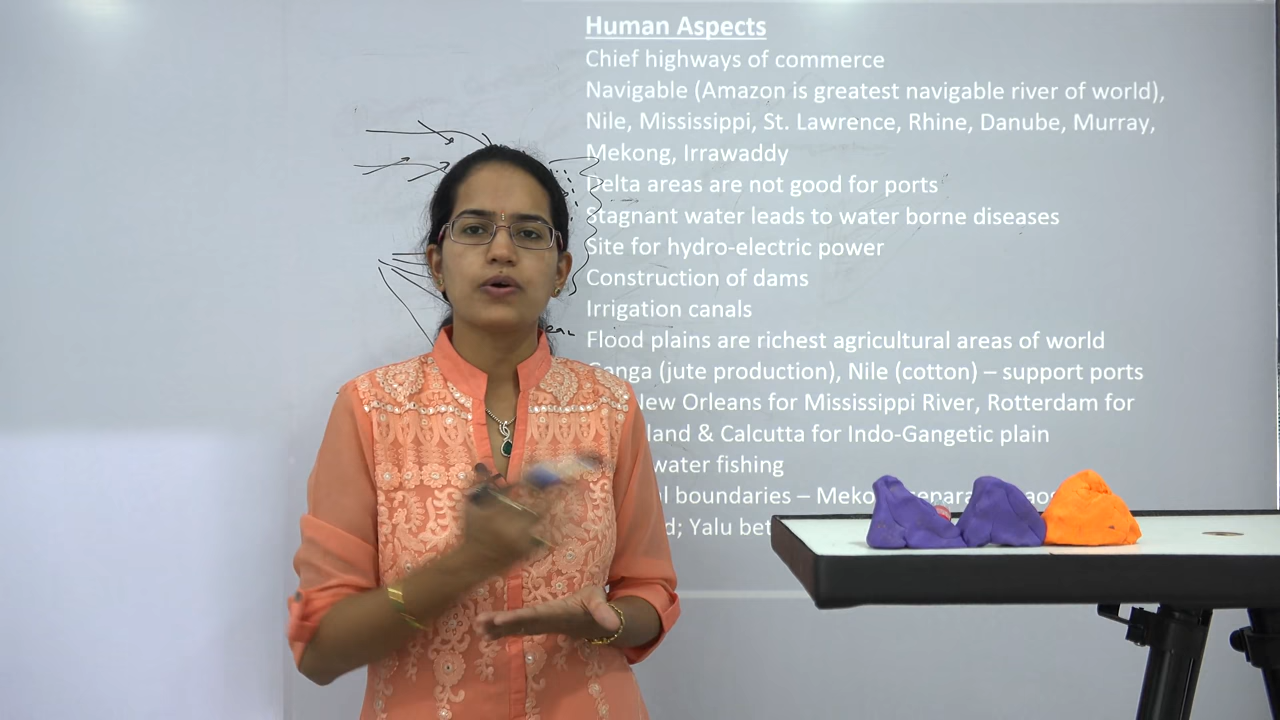 Human Aspects
Chief highways of commerce
Navigable (Amazon is greatest navigable river of world),
Nile, Mississippi, St. Lawrence, Rhine, Danube, Murray,
Mekong, Irrawaddy
Delta areas are not good for ports
Stagnant water leads to water borne diseases
Site for hydro-electric power
Construction of dams
Irrigation canals
Flood plains are richest agricultural areas of world
Ganga (jute production), Nile (cotton) – support ports
New Orleans for Mississippi River, Rotterdam for
& Calcutta for Indo-Gangetic plain
water fishing
boundaries –
Yalu